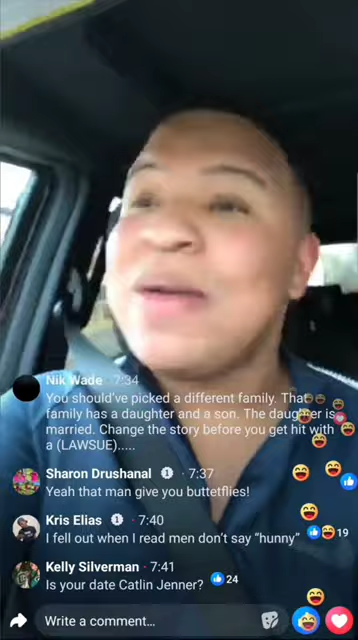 Nik Wade · 7:34
You should've picked a different family. That
family has a daughter and a son. The daughter is
married. Change the story before you get hit with
a (LAWSUE).....
Sharon Drushanal · 7:37
Yeah that man give you buttetflies!
Kris Elias · 7:40
I fell out when I read men don't say "hunny" 19
Kelly Silverman · 7:41
Is your date Catlin Jenner? 24
Write a comment...